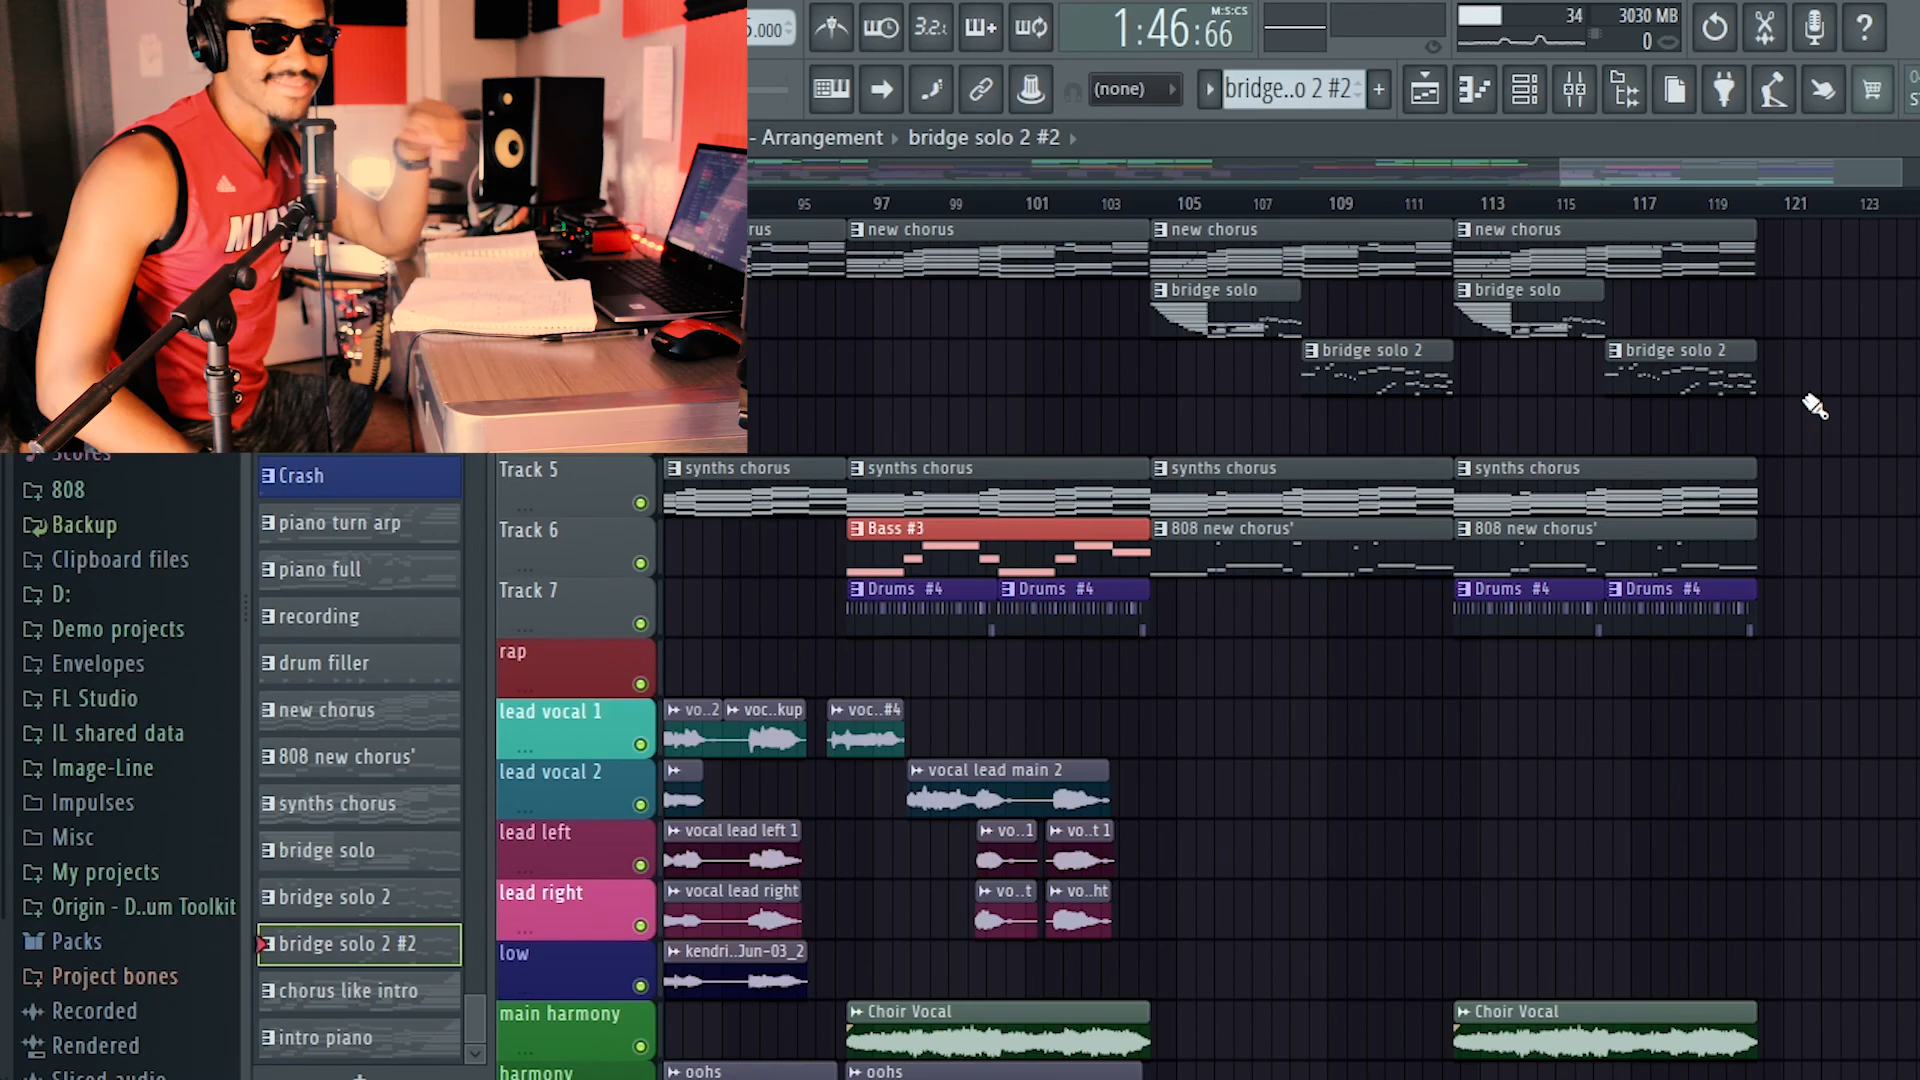 5.000
3.2.
1:46:66
M:S:CS
34
3030 MB
0
(none)
bridge..o 2 #2
+
- Arrangement
bridge solo 2 #2
95 97 99 101 103 105 107 109 111 113 115 117 119 121 123
rus
new chorus
new chorus
new chorus
bridge solo
bridge solo
bridge solo 2
bridge solo 2
Scores
808
Backup
Clipboard files
D:
Demo projects
Envelopes
FL Studio
IL shared data
Image-Line
Impulses
Misc
My projects
Origin - D..um Toolkit
Packs
Project bones
Recorded
Rendered
Sliced audio
Crash
piano turn arp
piano full
recording
drum filler
new chorus
808 new chorus'
synths chorus
bridge solo
bridge solo 2
bridge solo 2 #2
chorus like intro
intro piano
Track 5
synths chorus
synths chorus
synths chorus
synths chorus
Track 6
Bass #3
808 new chorus'
808 new chorus'
Track 7
Drums #4
Drums #4
Drums #4
Drums #4
rap
lead vocal 1
vo..2
voc..kup
voc..#4
lead vocal 2
vocal lead main 2
lead left
vocal lead left 1
vo..1
vo..t 1
lead right
vocal lead right
vo..t
vo..ht
low
kendri..Jun-03_2
main harmony
Choir Vocal
Choir Vocal
harmony
oohs
oohs